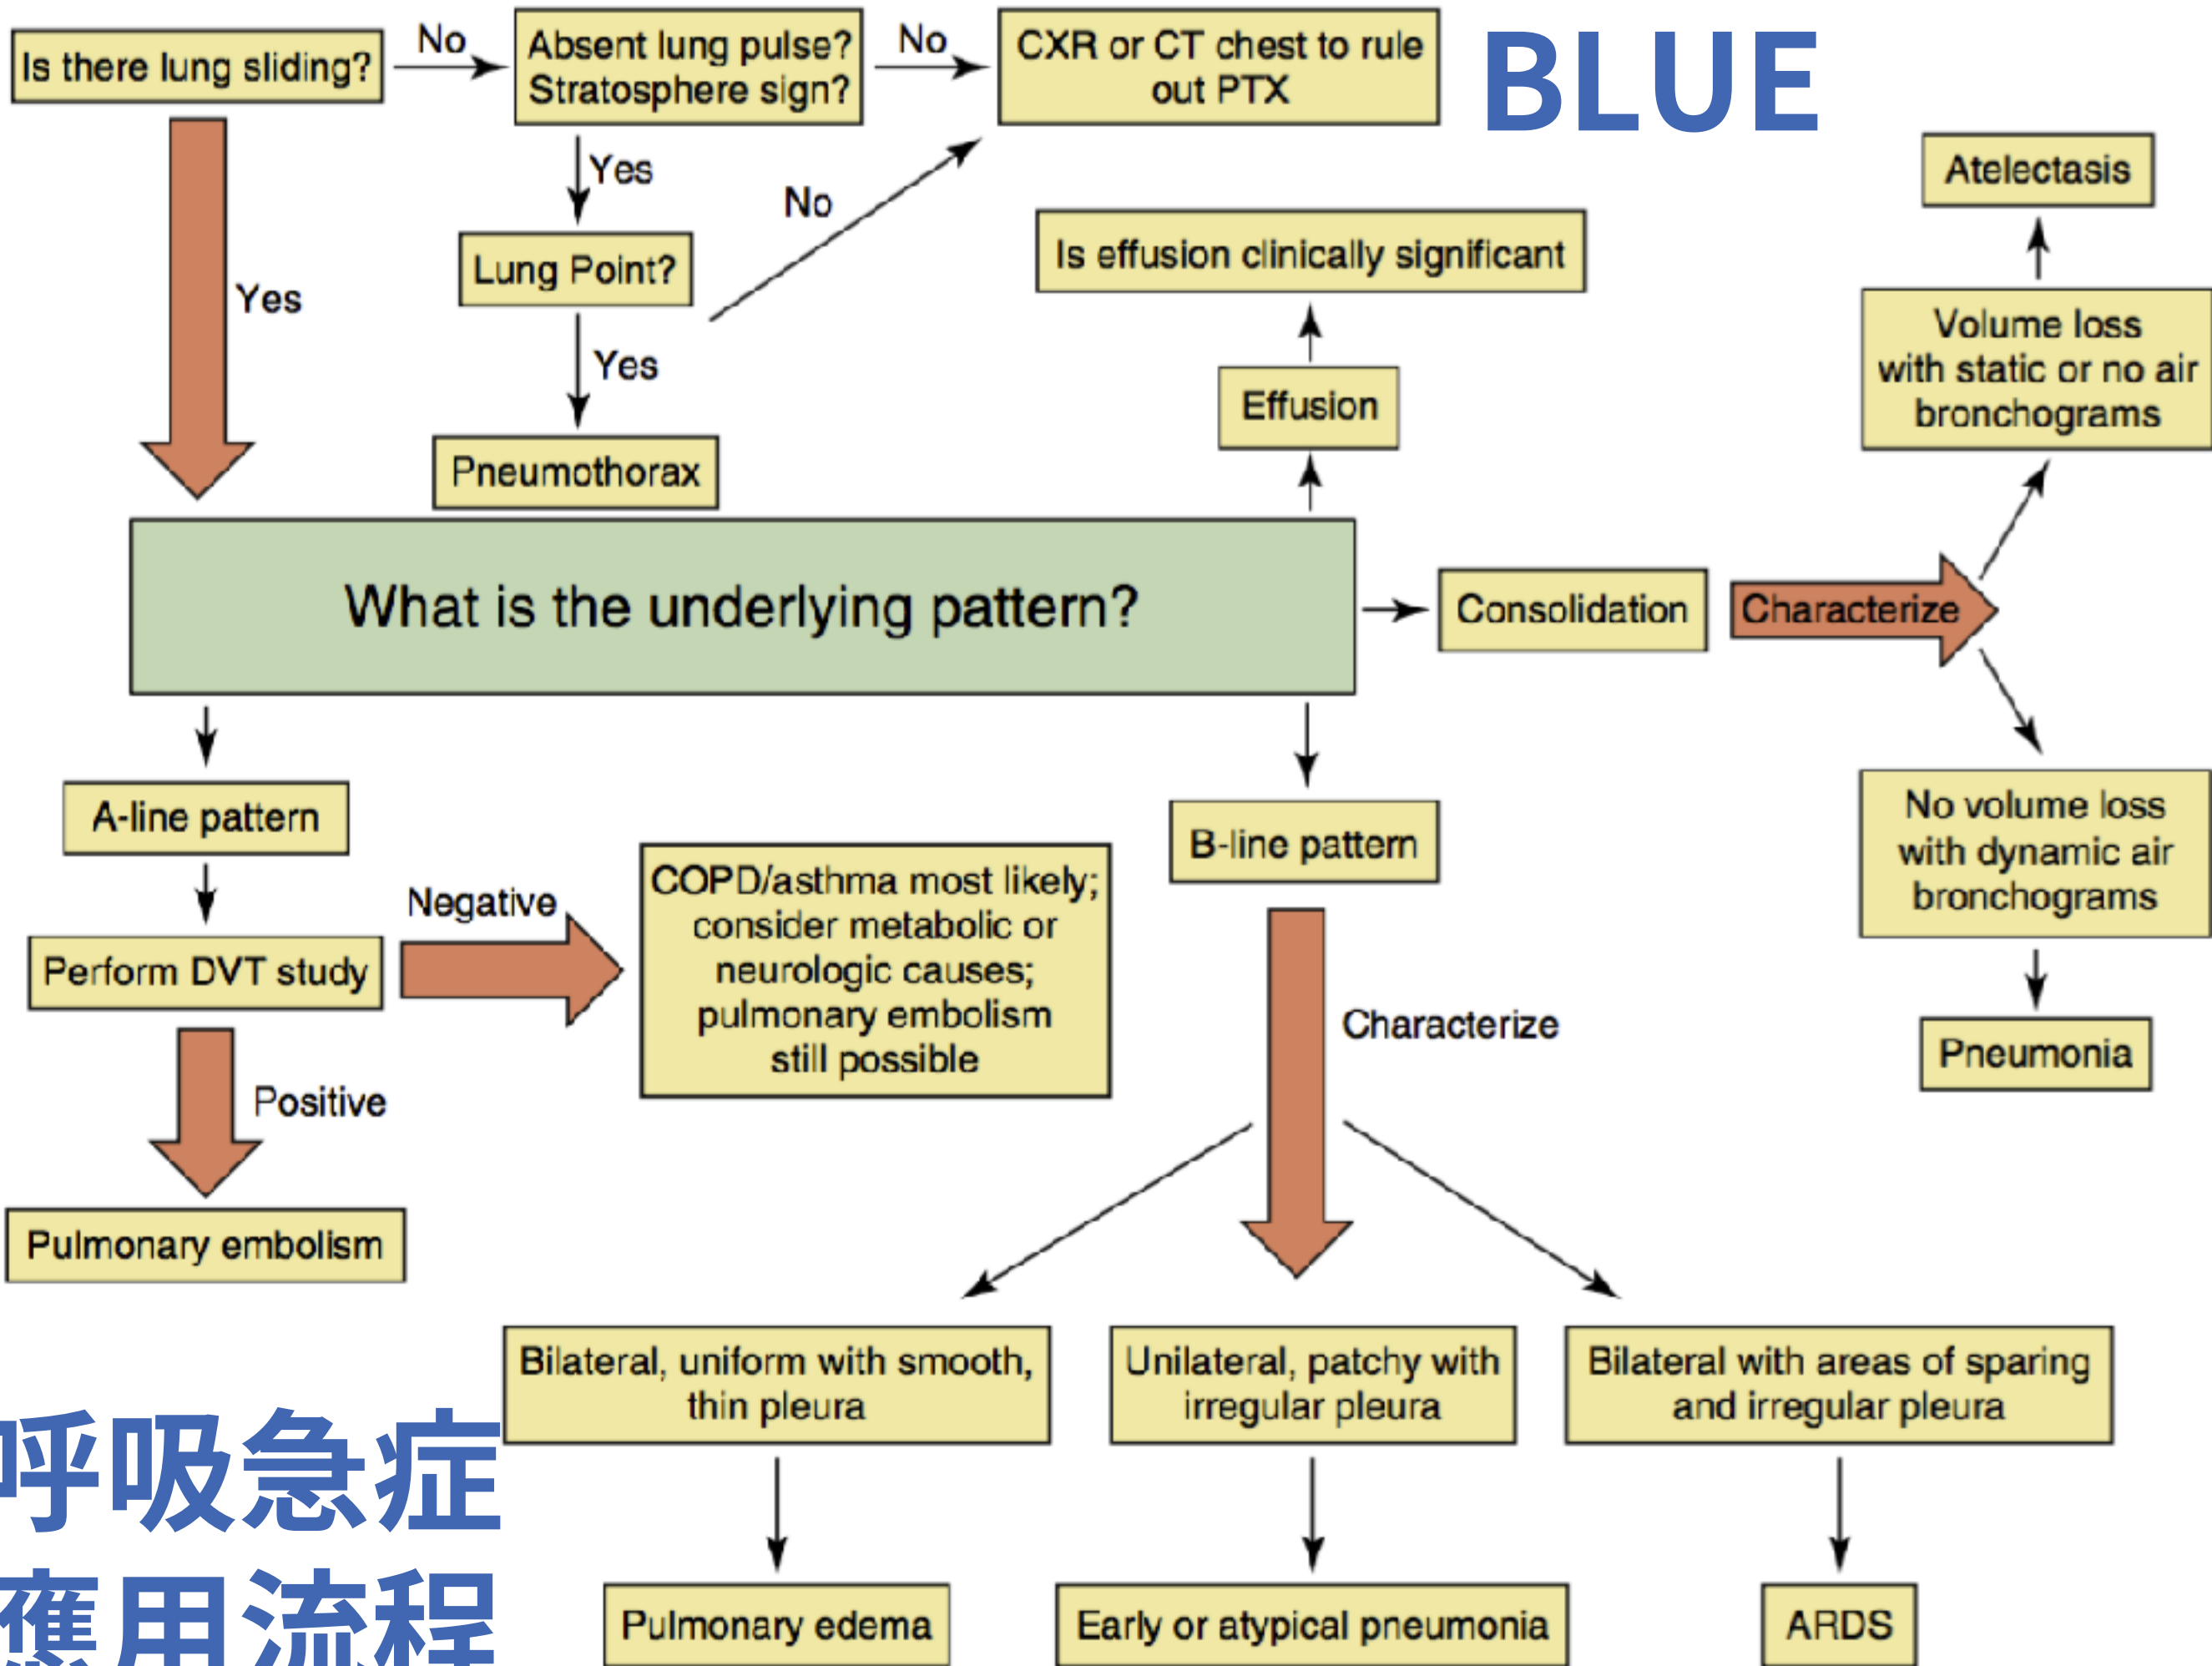 Is there lung sliding?
No
Absent lung pulse?
Stratosphere sign?
No
CXR or CT chest to rule
out PTX
BLUE
Yes
Yes
No
Lung Point?
Yes
Pneumothorax
Is effusion clinically significant
Effusion
Atelectasis
Volume loss
with static or no air
bronchograms
What is the underlying pattern?
Consolidation
Characterize
A-line pattern
Perform DVT study
Negative
COPD/asthma most likely;
consider metabolic or
neurologic causes;
pulmonary embolism
still possible
Positive
Pulmonary embolism
B-line pattern
Characterize
No volume loss
with dynamic air
bronchograms
Pneumonia
Bilateral, uniform with smooth,
thin pleura
Unilateral, patchy with
irregular pleura
Bilateral with areas of sparing
and irregular pleura
Pulmonary edema
Early or atypical pneumonia
ARDS
呼吸急症
應用流程